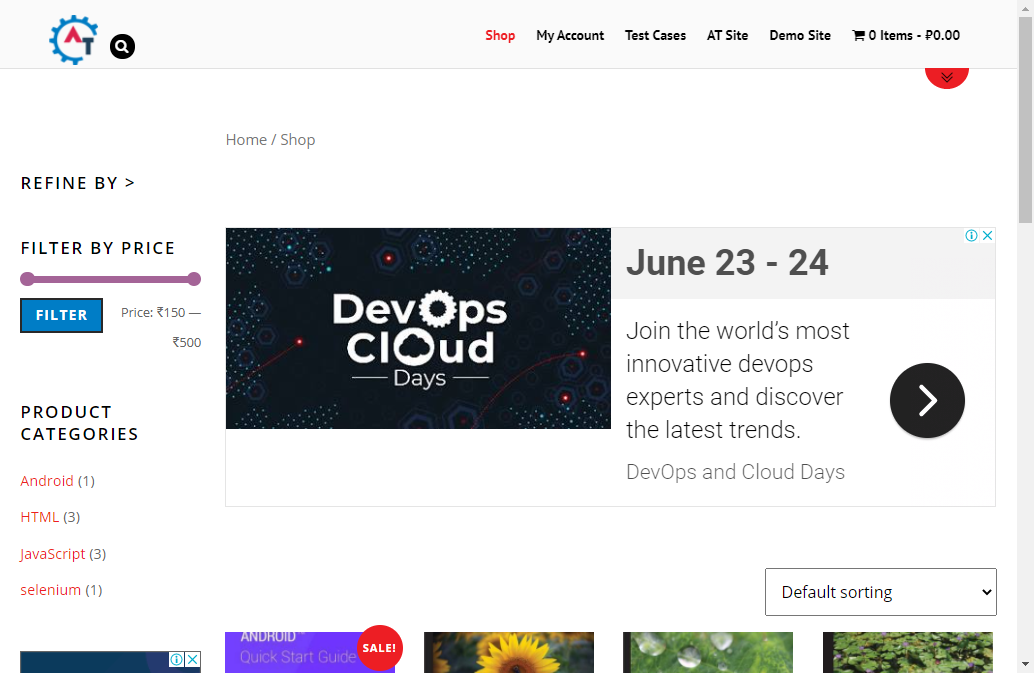 AT
Shop
My Account
Test Cases
AT Site
Demo Site
0 Items - ₽0.00
Home / Shop
REFINE BY >
FILTER BY PRICE
FILTER
Price: ₹150 —
₹500
PRODUCT
CATEGORIES
Android (1)
HTML (3)
JavaScript (3)
selenium (1)
DevOps
Cloud
Days
June 23 - 24
Join the world’s most
innovative devops
experts and discover
the latest trends.
DevOps and Cloud Days
Default sorting
ANDROID
Quick Start Guide
SALE!